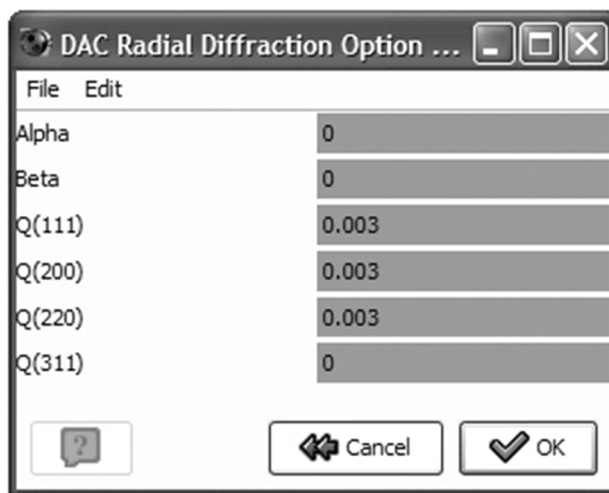 DAC Radial Diffraction Option ...
File Edit
Alpha 0
Beta 0
Q(111) 0.003
Q(200) 0.003
Q(220) 0.003
Q(311) 0
? Cancel OK